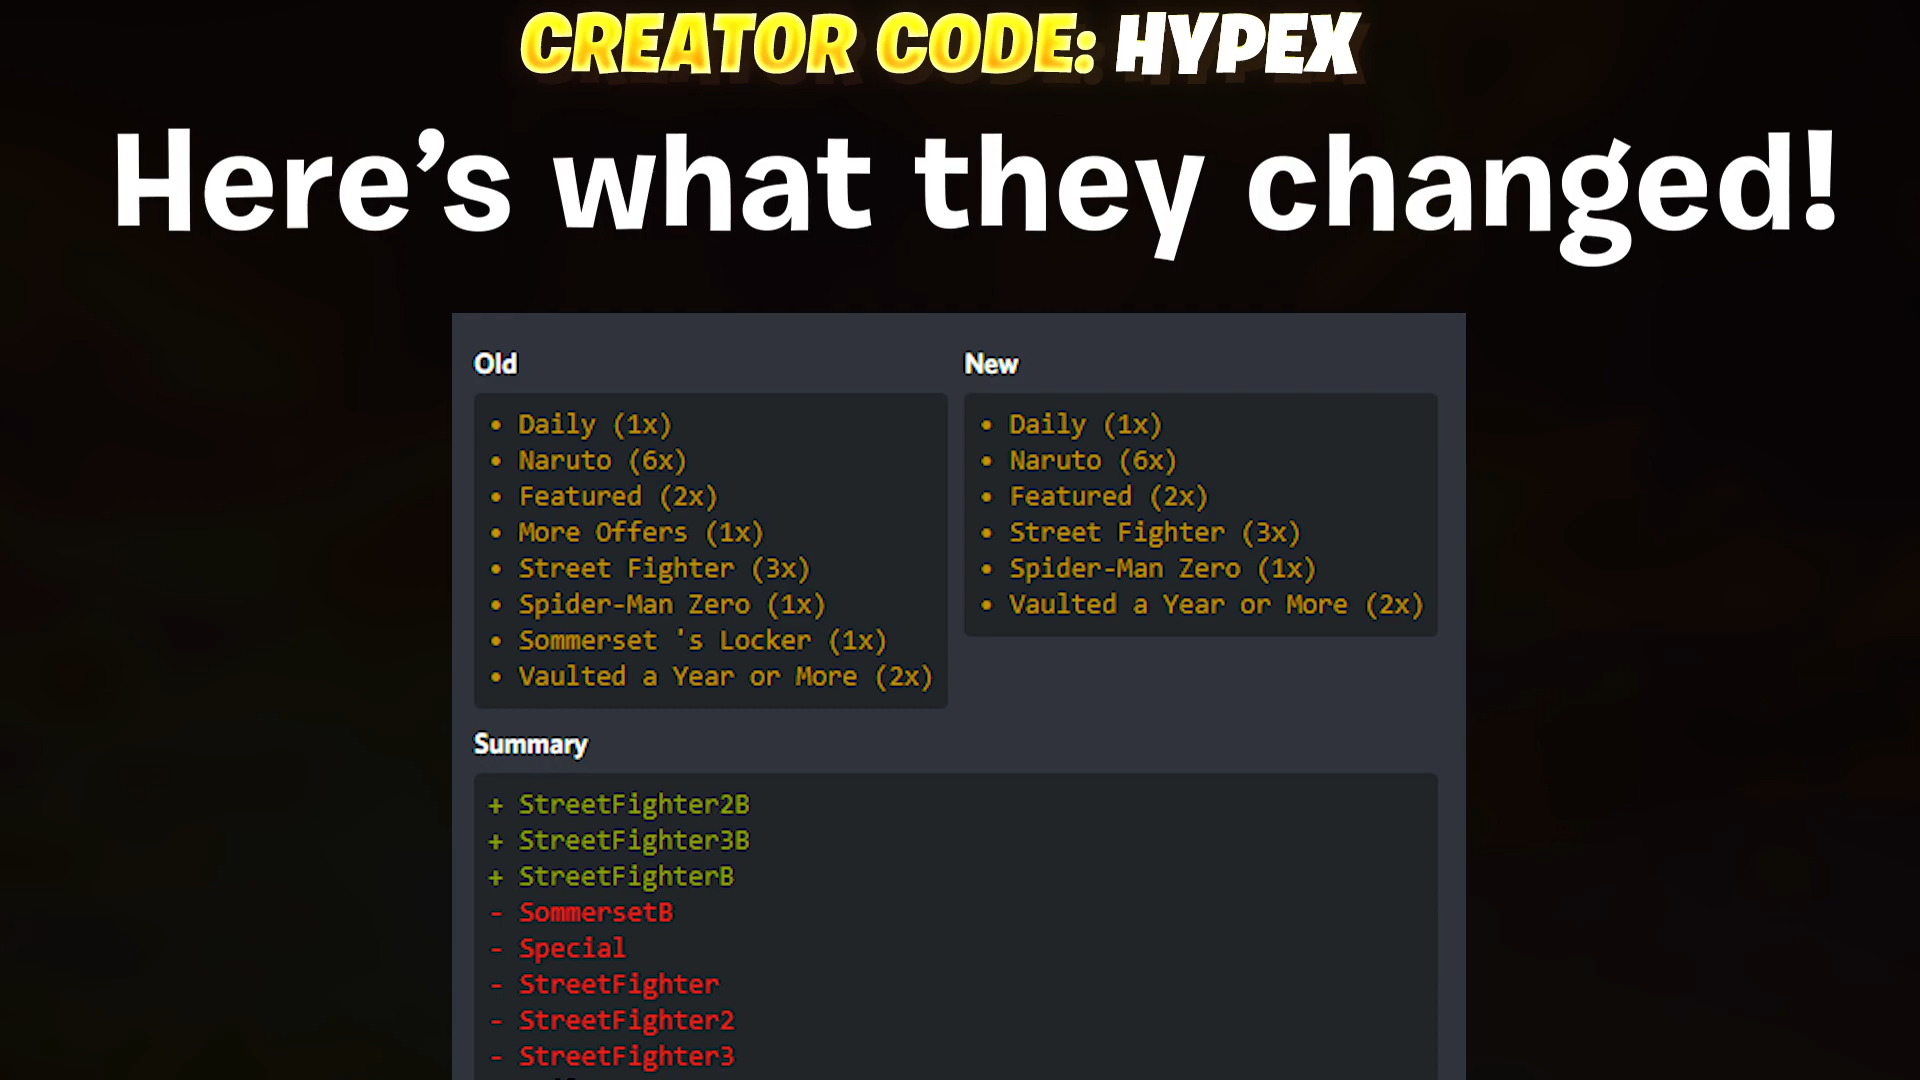 CREATOR CODE: HYPEX
Here's what they changed!
Old
• Daily (1x)
• Naruto (6x)
• Featured (2x)
• More Offers (1x)
• Street Fighter (3x)
• Spider-Man Zero (1x)
• Sommerset 's Locker (1x)
• Vaulted a Year or More (2x)
New
• Daily (1x)
• Naruto (6x)
• Featured (2x)
• Street Fighter (3x)
• Spider-Man Zero (1x)
• Vaulted a Year or More (2x)
Summary
+ StreetFighter2B
+ StreetFighter3B
+ StreetFighterB
- SommersetB
- Special
- StreetFighter
- StreetFighter2
- StreetFighter3